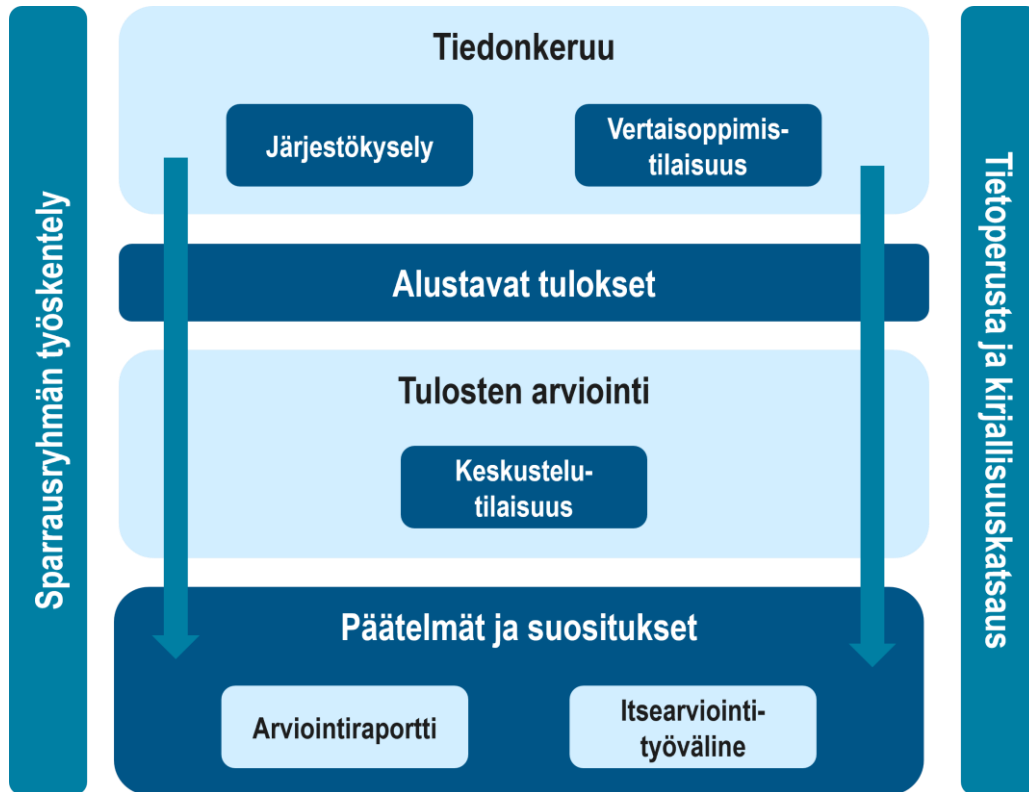 Sparrausryhmän työskentely
Tiedonkeruu
Järjestökysely
Vertaisoppimis-
tilaisuus
Alustavat tulokset
Tulosten arviointi
Keskustelu-
tilaisuus
Päätelmät ja suositukset
Arviointiraportti
Itsearviointi-
työväline
Tietoperusta ja kirjallisuuskatsaus